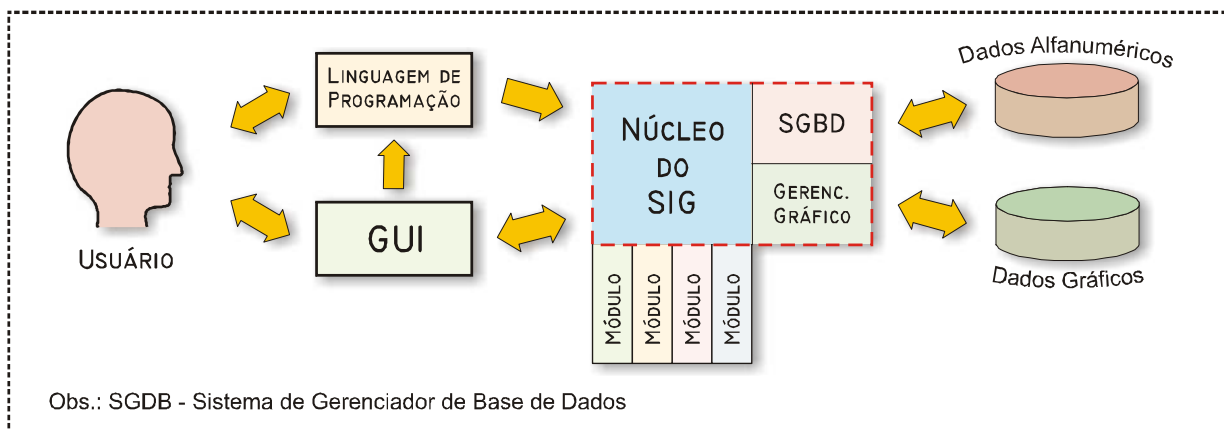 USUÁRIO
LINGUAGEM DE
PROGRAMAÇÃO
GUI
NÚCLEO
DO
SIG
SGBD
GERENC.
GRÁFICO
MÓDULO
MÓDULO
MÓDULO
MÓDULO
Dados Alfanuméricos
Dados Gráficos
Obs.: SGDB - Sistema de Gerenciador de Base de Dados